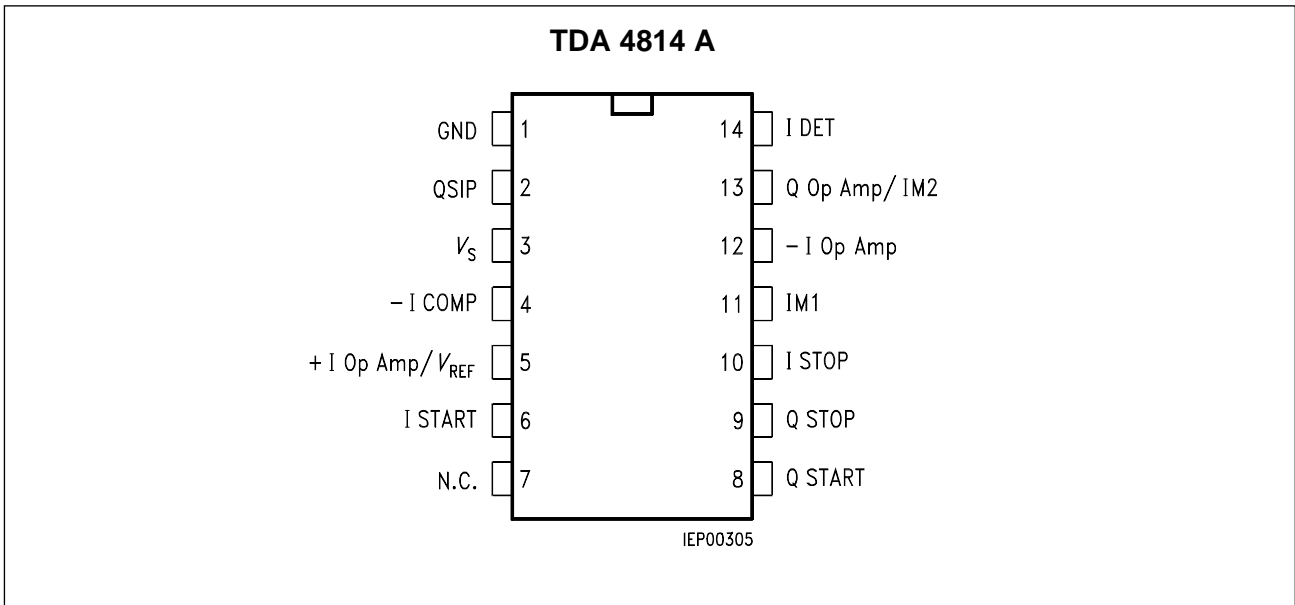 TDA 4814 A
GND 1 14 I DET
QSIP 2 13 Q Op Amp/ IM2
VS 3 12 – I Op Amp
– I COMP 4 11 IM1
+ I Op Amp/ VREF 5 10 I STOP
I START 6 9 Q STOP
N.C. 7 8 Q START
IEP00305